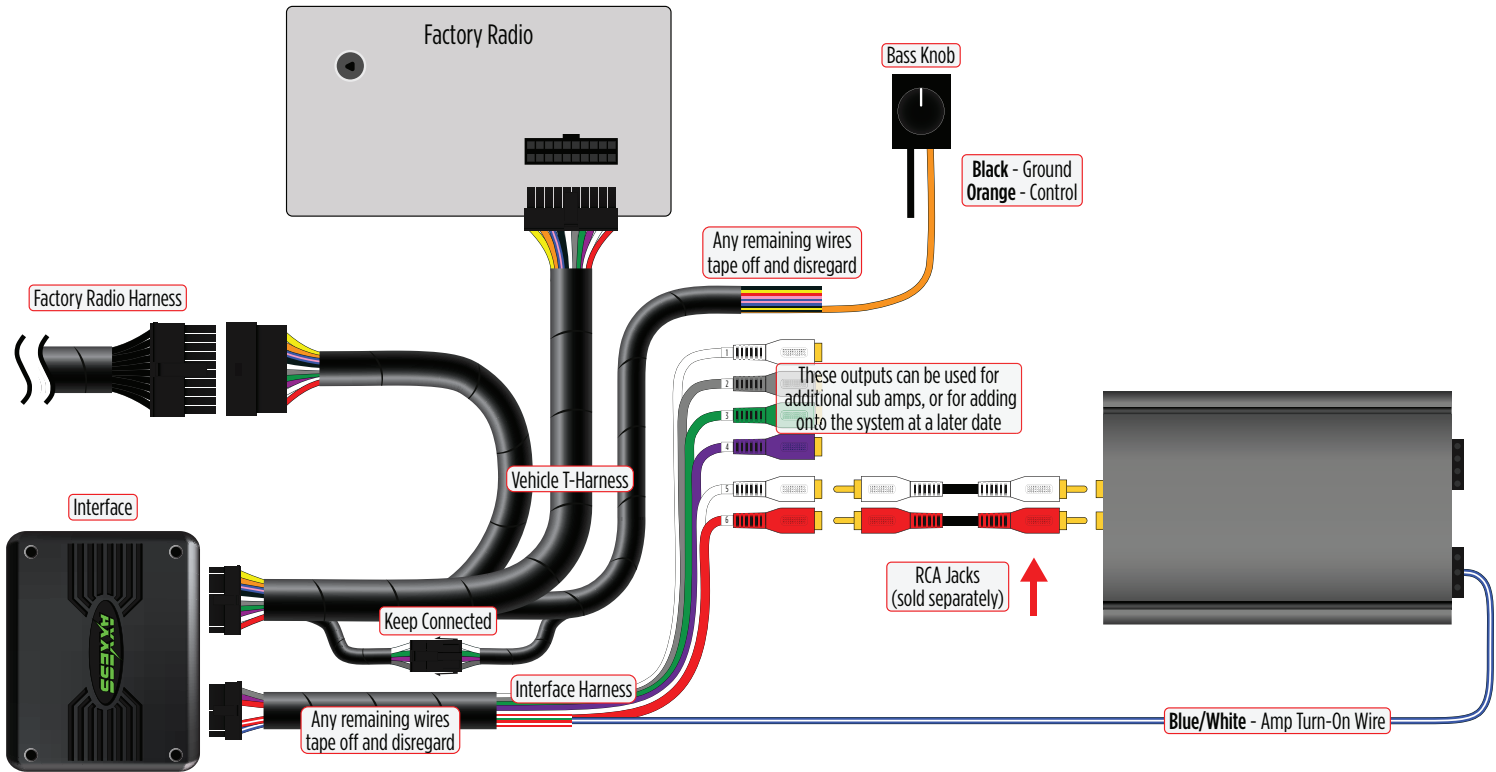 Factory Radio
Bass Knob
Black - Ground
Orange - Control
Any remaining wires
tape off and disregard
Factory Radio Harness
1
2
3
4
5
6
These outputs can be used for
additional sub amps, or for adding
onto the system at a later date
Vehicle T-Harness
Interface
AXXESS
RCA Jacks
(sold separately)
Keep Connected
Interface Harness
Any remaining wires
tape off and disregard
Blue/White - Amp Turn-On Wire